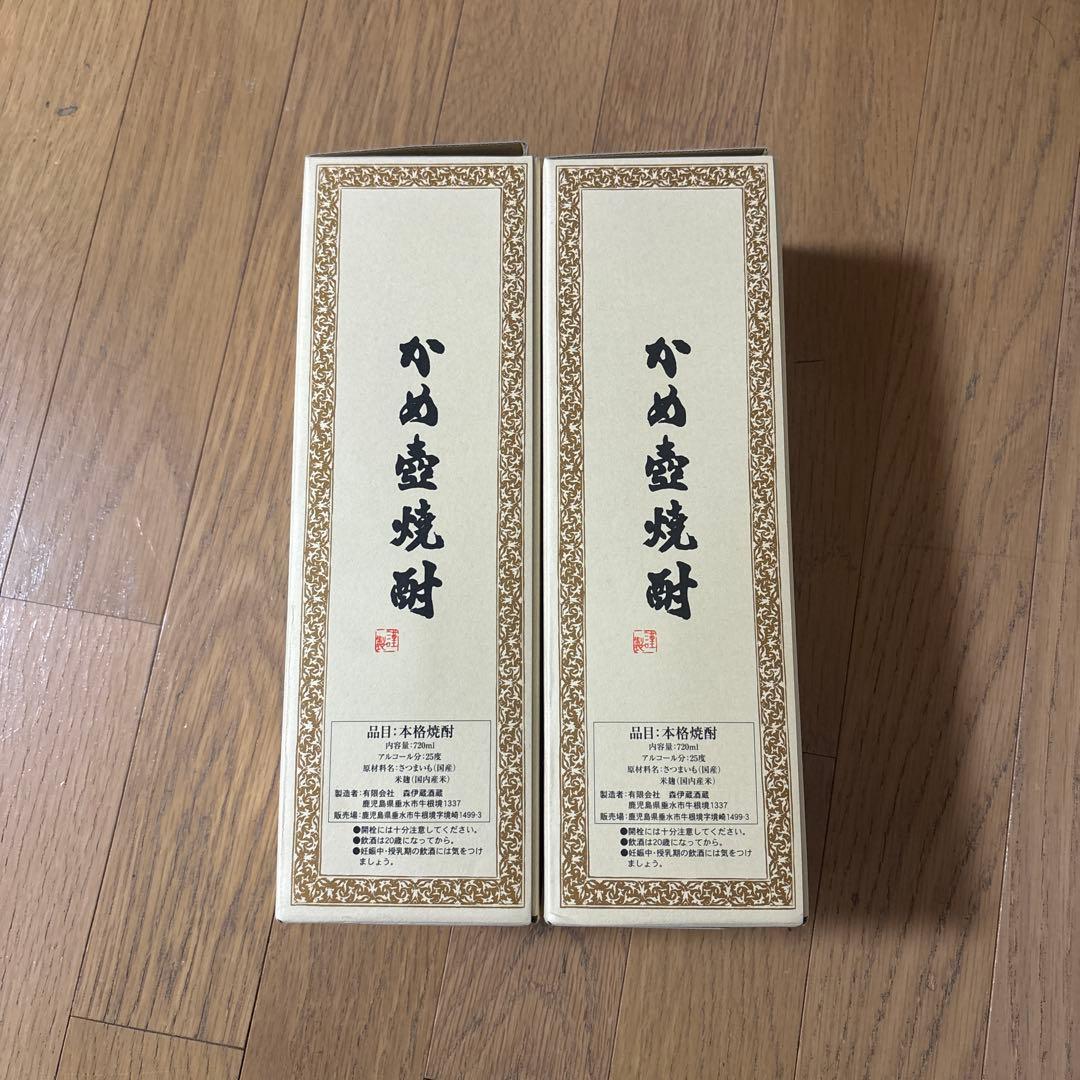 かめ壺焼酎
謹製
品目：本格焼酎
内容量：720ml
アルコール分：25度
原材料名：さつまいも（国産）
米麹（国内産米）
製造者：有限会社　森伊蔵酒蔵
鹿児島県垂水市牛根境1337
販売場：鹿児島県垂水市牛根境字境崎1499-3
●開栓には十分注意してください。
●飲酒は20歳になってから。
●妊娠中・授乳期の飲酒には気をつけ
ましょう。
かめ壺焼酎
謹製
品目：本格焼酎
内容量：720ml
アルコール分：25度
原材料名：さつまいも（国産）
米麹（国内産米）
製造者：有限会社　森伊蔵酒蔵
鹿児島県垂水市牛根境1337
販売場：鹿児島県垂水市牛根境字境崎1499-3
●開栓には十分注意してください。
●飲酒は20歳になってから。
●妊娠中・授乳期の飲酒には気をつけ
ましょう。